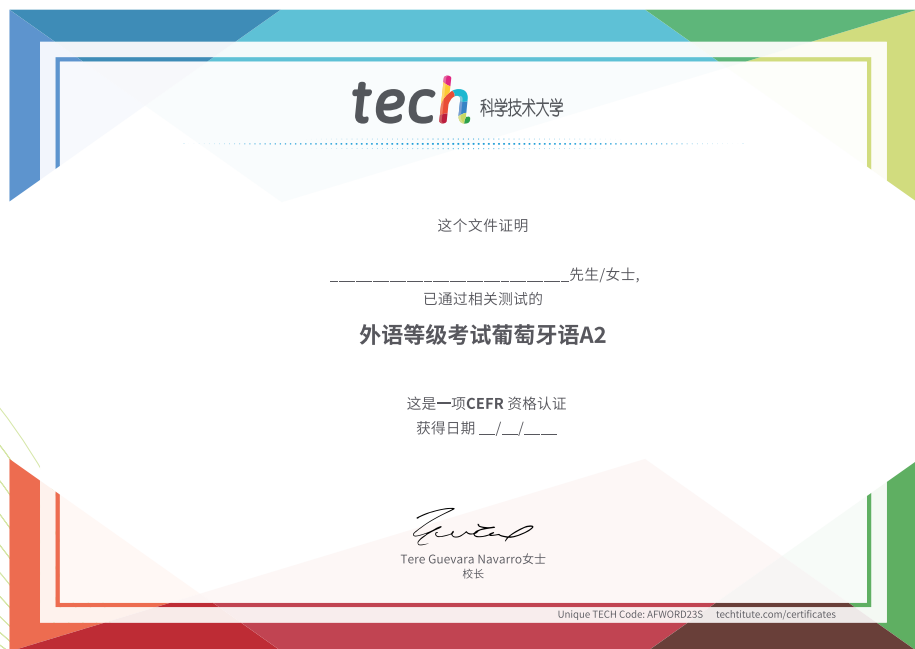 tech 科学技术大学
这个文件证明
____________________________先生/女士,
已通过相关测试的
外语等级考试葡萄牙语A2
这是一项CEFR 资格认证
获得日期 __/__/____
Tere Guevara Navarro女士
校长
Unique TECH Code: AFWORD23S techtitute.com/certificates